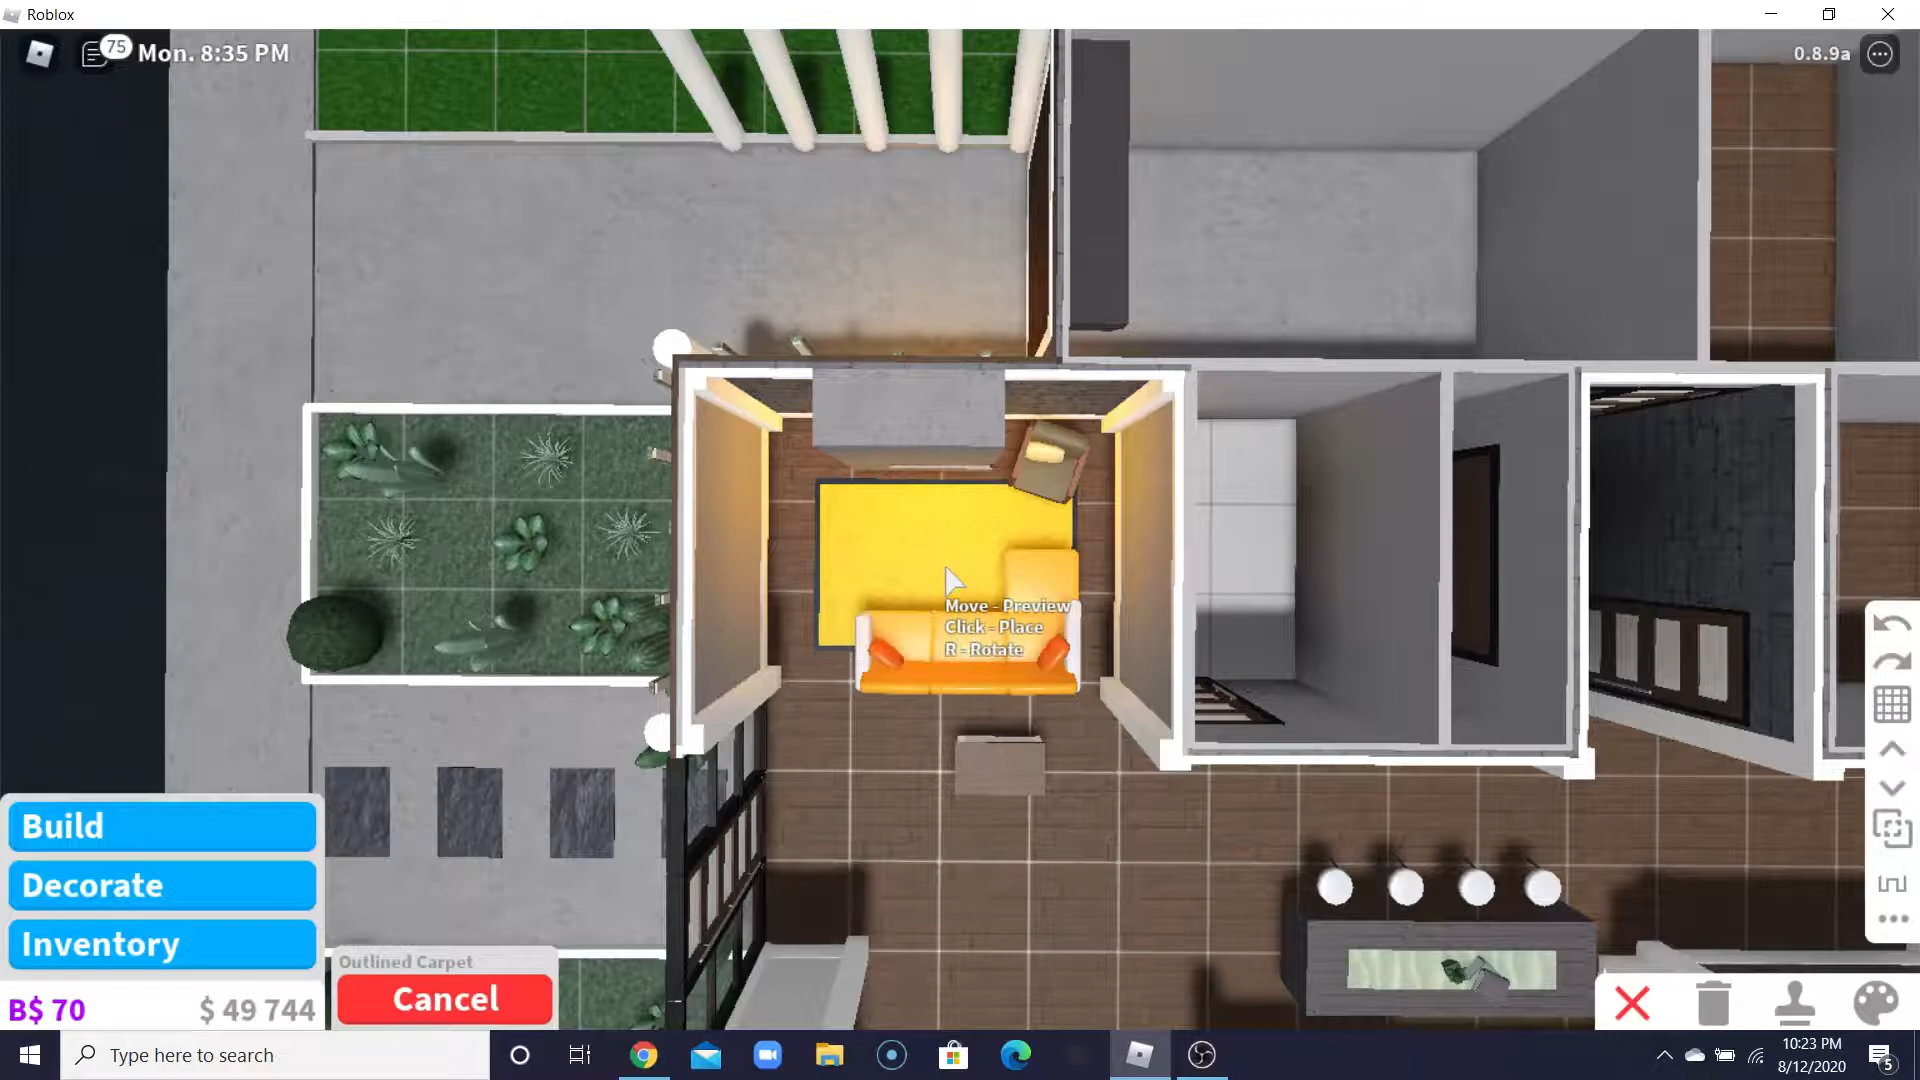 Roblox
75
Mon. 8:35 PM
0.8.9a
Move - Preview
Click - Place
R - Rotate
Build
Decorate
Inventory
Outlined Carpet
Cancel
B$ 70
$ 49 744
Type here to search
10:23 PM
8/12/2020
5